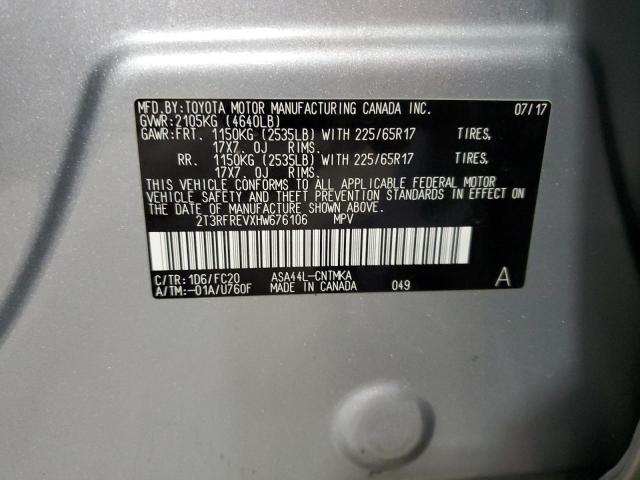 MFD.BY:TOYOTA MOTOR MANUFACTURING CANADA INC. 07/17
GVWR:2105KG (4640LB)
GAWR:FRT. 1150KG (2535LB) WITH 225/65R17 TIRES,
17X7. 0J RIMS.
RR. 1150KG (2535LB) WITH 225/65R17 TIRES,
17X7. 0J RIMS.
THIS VEHICLE CONFORMS TO ALL APPLICABLE FEDERAL MOTOR
VEHICLE SAFETY AND THEFT PREVENTION STANDARDS IN EFFECT ON
THE DATE OF MANUFACTURE SHOWN ABOVE.
2T3RFREVXHW676106 MPV
C/TR:1D6/FC20 ASA44L-CNTMKA
A/TM:-01A/U760F MADE IN CANADA 049 A